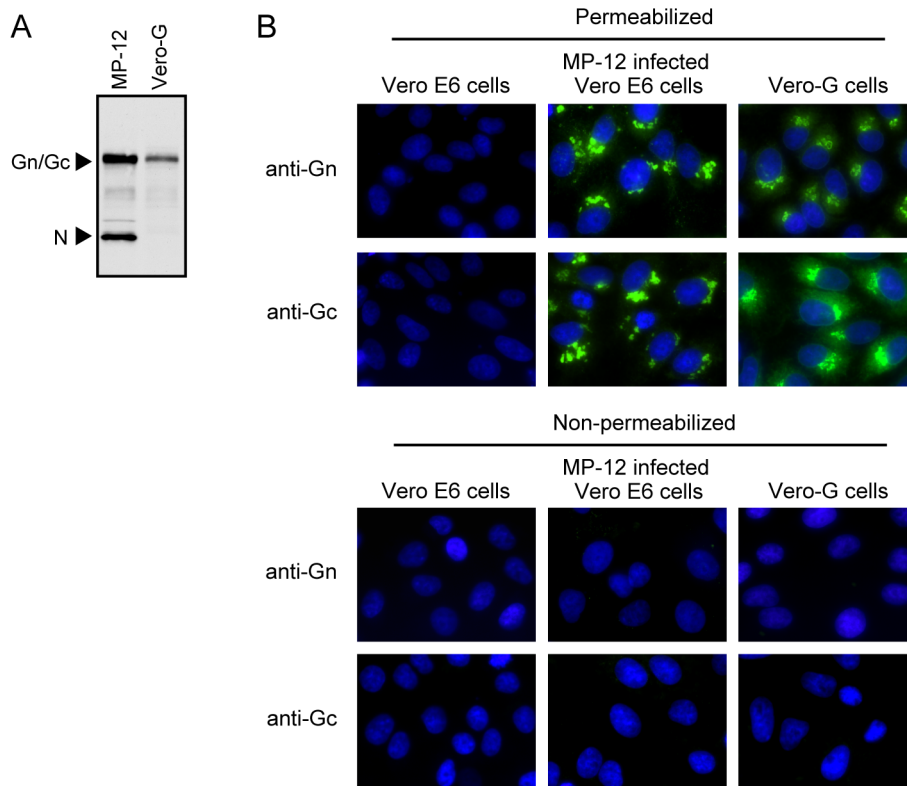 A
MP-12
Vero-G
Gn/Gc
N
B
Permeabilized
Vero E6 cells
MP-12 infected
Vero E6 cells
Vero-G cells
anti-Gn
anti-Gc
Non-permeabilized
Vero E6 cells
MP-12 infected
Vero E6 cells
Vero-G cells
anti-Gn
anti-Gc